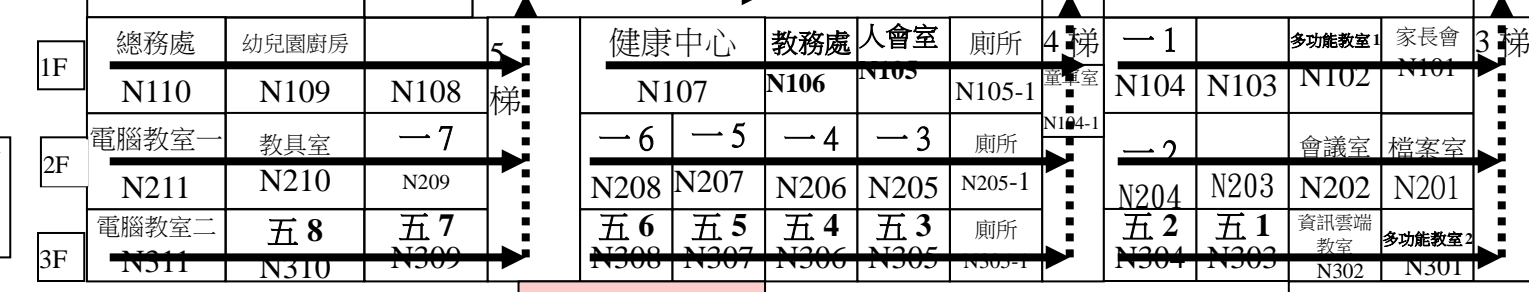 1F
總務處 幼兒園廚房 5梯 健康中心 教務處 人會室 廁所 4梯 一1 多功能教室1 家長會 3梯
N110 N109 N108 N107 N106 N105 N105-1 童軍室 N104 N103 N102 N101
N104-1
2F
電腦教室一 教具室 一7 一6 一5 一4 一3 廁所 一2 會議室 檔案室
N211 N210 N209 N208 N207 N206 N205 N205-1 N204 N203 N202 N201
3F
電腦教室二 五8 五7 五6 五5 五4 五3 廁所 五2 五1 資訊雲端教室 多功能教室2
N311 N310 N309 N308 N307 N306 N305 N305-1 N304 N303 N302 N301